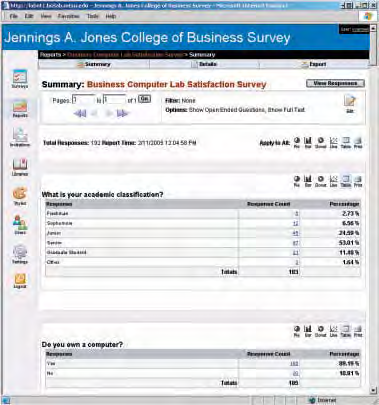 Jennings A. Jones College of Business Survey
File Edit View Favorites Tools Help
Jennings A. Jones College of Business Survey
Reports > Business Computer Lab Satisfaction Survey > Summary
Summary Details Export
Summary: Business Computer Lab Satisfaction Survey View Responses
Surveys
Pages: 1 to 1 of 1 Go Filter: None
Options: Show Open Ended Questions, Show Full Text
Edit
Reports
Invitations
Total Responses: Report Time: 3/11/2005 12:04:58 PM Apply to All: Pie Bar Donut Line Table Print
Libraries
Styles
Users
Settings
Logout
Pie Bar Donut Line Table Print
What is your academic classification?
Response Response Count Percentage
Freshman 5 2.73 %
Sophomore 12 6.56 %
Junior 45 24.59 %
Senior 97 53.01 %
Graduate Student 21 11.48 %
Other 3 1.64 %
Totals 183
Pie Bar Donut Line Table Print
Do you own a computer?
Response Response Count Percentage
Yes 165 89.19 %
No 20 10.81 %
Totals 185
Internet